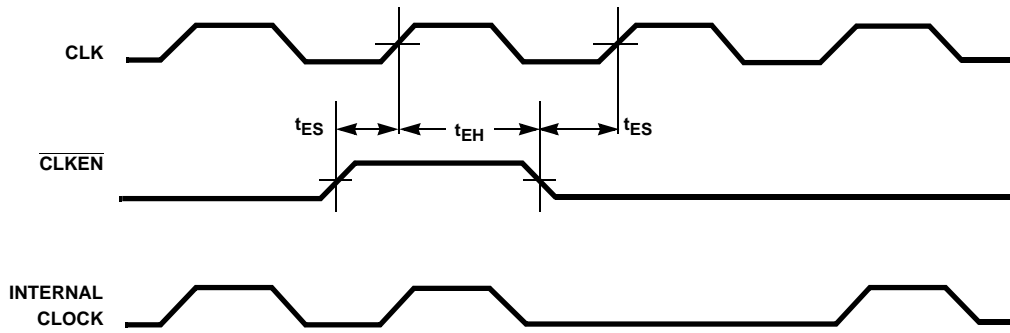 CLK
tES
tEH
tES
CLKEN
INTERNAL
CLOCK